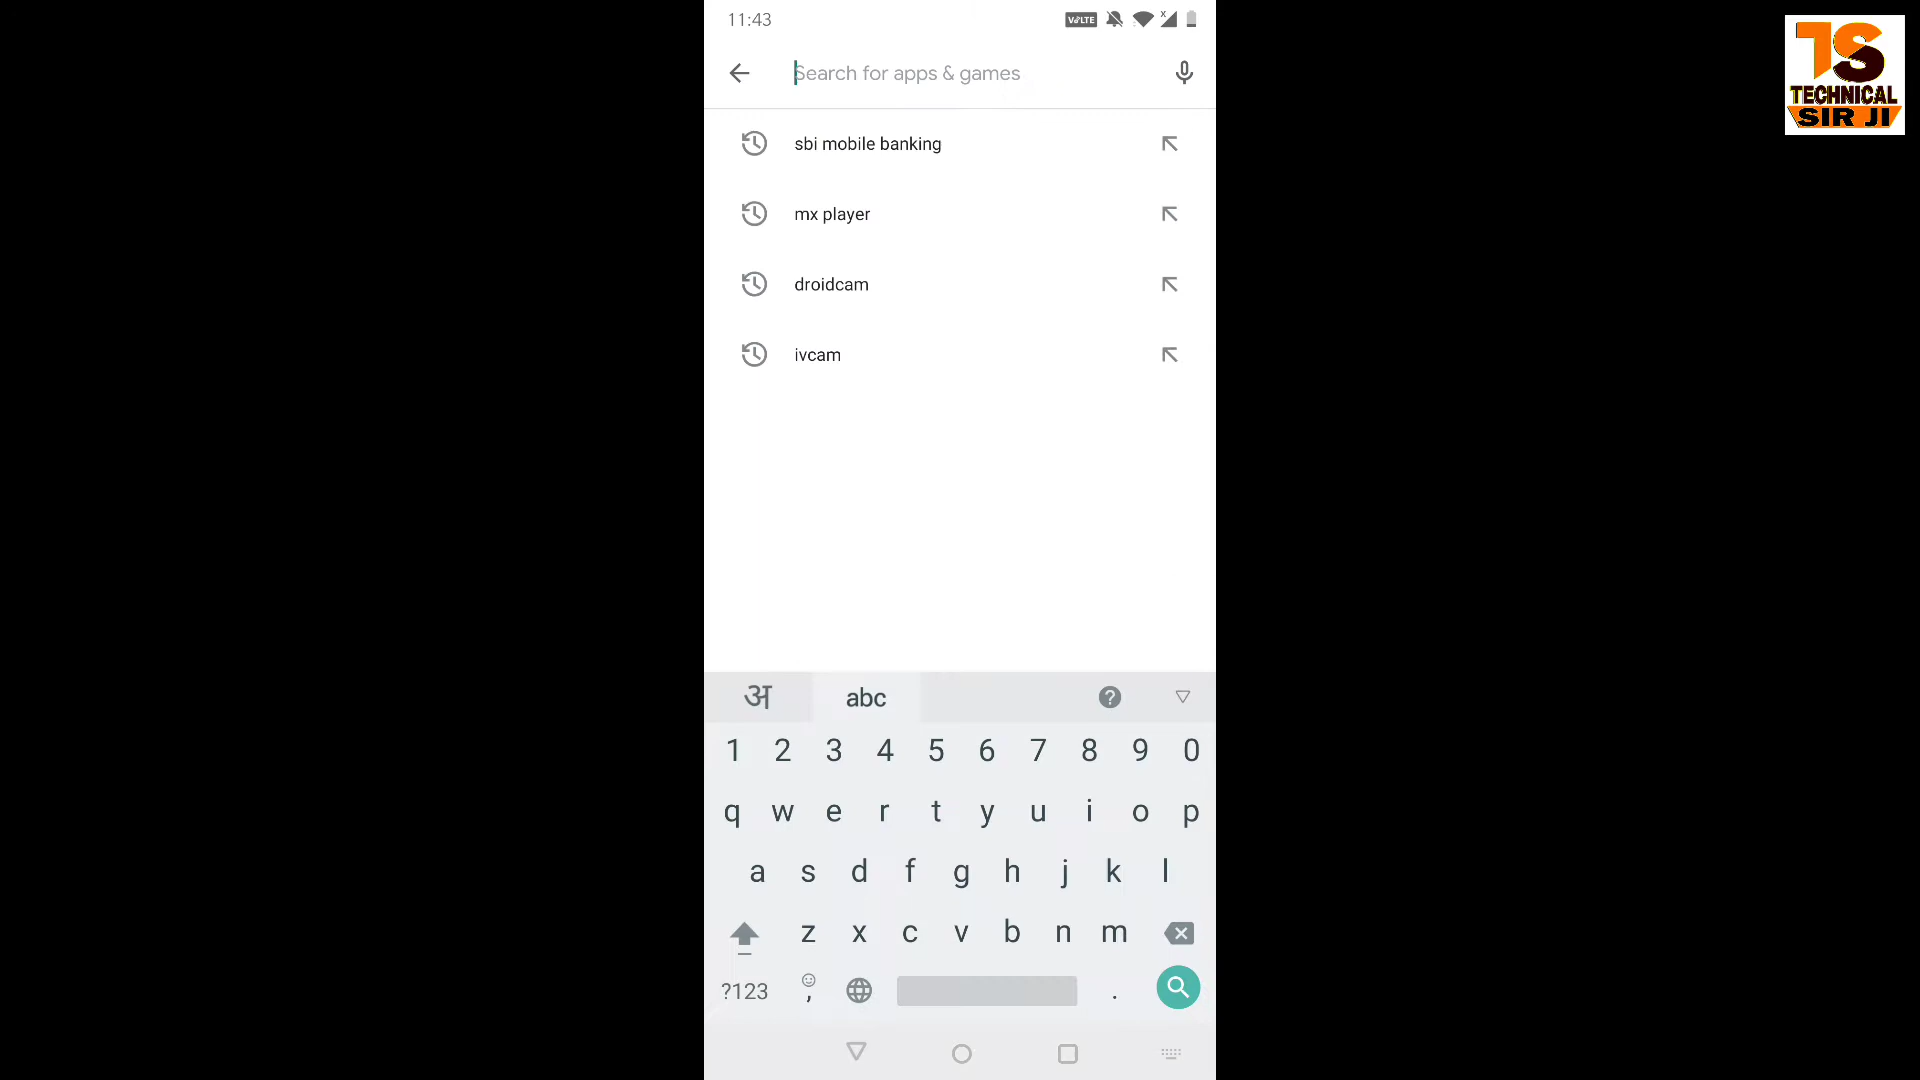 11:43
VoLTE
x
Search for apps & games
TS
TECHNICAL
SIR JI
sbi mobile banking
mx player
droidcam
ivcam
अ abc ?
1 2 3 4 5 6 7 8 9 0
q w e r t y u i o p
a s d f g h j k l
z x c v b n m
?123 , .